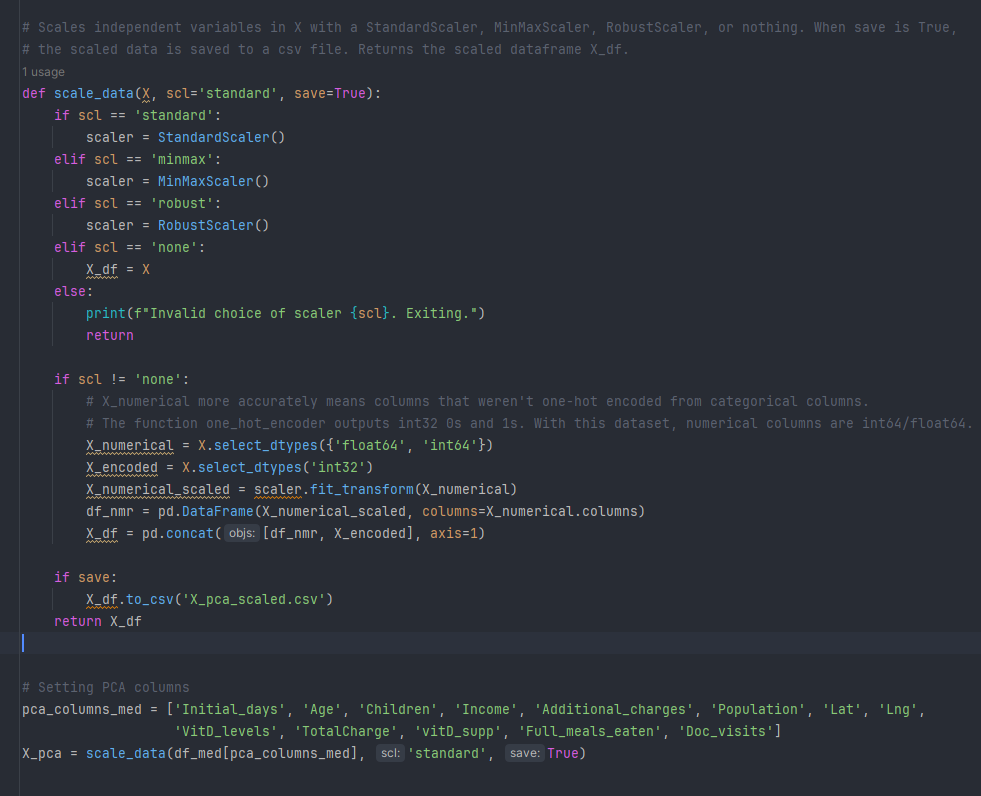 # Scales independent variables in X with a StandardScaler, MinMaxScaler, RobustScaler, or nothing. When save is True,
# the scaled data is saved to a csv file. Returns the scaled dataframe X_df.
1 usage
def scale_data(X, scl='standard', save=True):
    if scl == 'standard':
        scaler = StandardScaler()
    elif scl == 'minmax':
        scaler = MinMaxScaler()
    elif scl == 'robust':
        scaler = RobustScaler()
    elif scl == 'none':
        X_df = X
    else:
        print(f"Invalid choice of scaler {scl}. Exiting.")
        return
    if scl != 'none':
        # X_numerical more accurately means columns that weren't one-hot encoded from categorical columns.
        # The function one_hot_encoder outputs int32 0s and 1s. With this dataset, numerical columns are int64/float64.
        X_numerical = X.select_dtypes({'float64', 'int64'})
        X_encoded = X.select_dtypes('int32')
        X_numerical_scaled = scaler.fit_transform(X_numerical)
        df_nmr = pd.DataFrame(X_numerical_scaled, columns=X_numerical.columns)
        X_df = pd.concat( objs: [df_nmr, X_encoded], axis=1)
    if save:
        X_df.to_csv('X_pca_scaled.csv')
    return X_df
# Setting PCA columns
pca_columns_med = ['Initial_days', 'Age', 'Children', 'Income', 'Additional_charges', 'Population', 'Lat', 'Lng',
                   'VitD_levels', 'TotalCharge', 'vitD_supp', 'Full_meals_eaten', 'Doc_visits']
X_pca = scale_data(df_med[pca_columns_med], scl: 'standard', save: True)